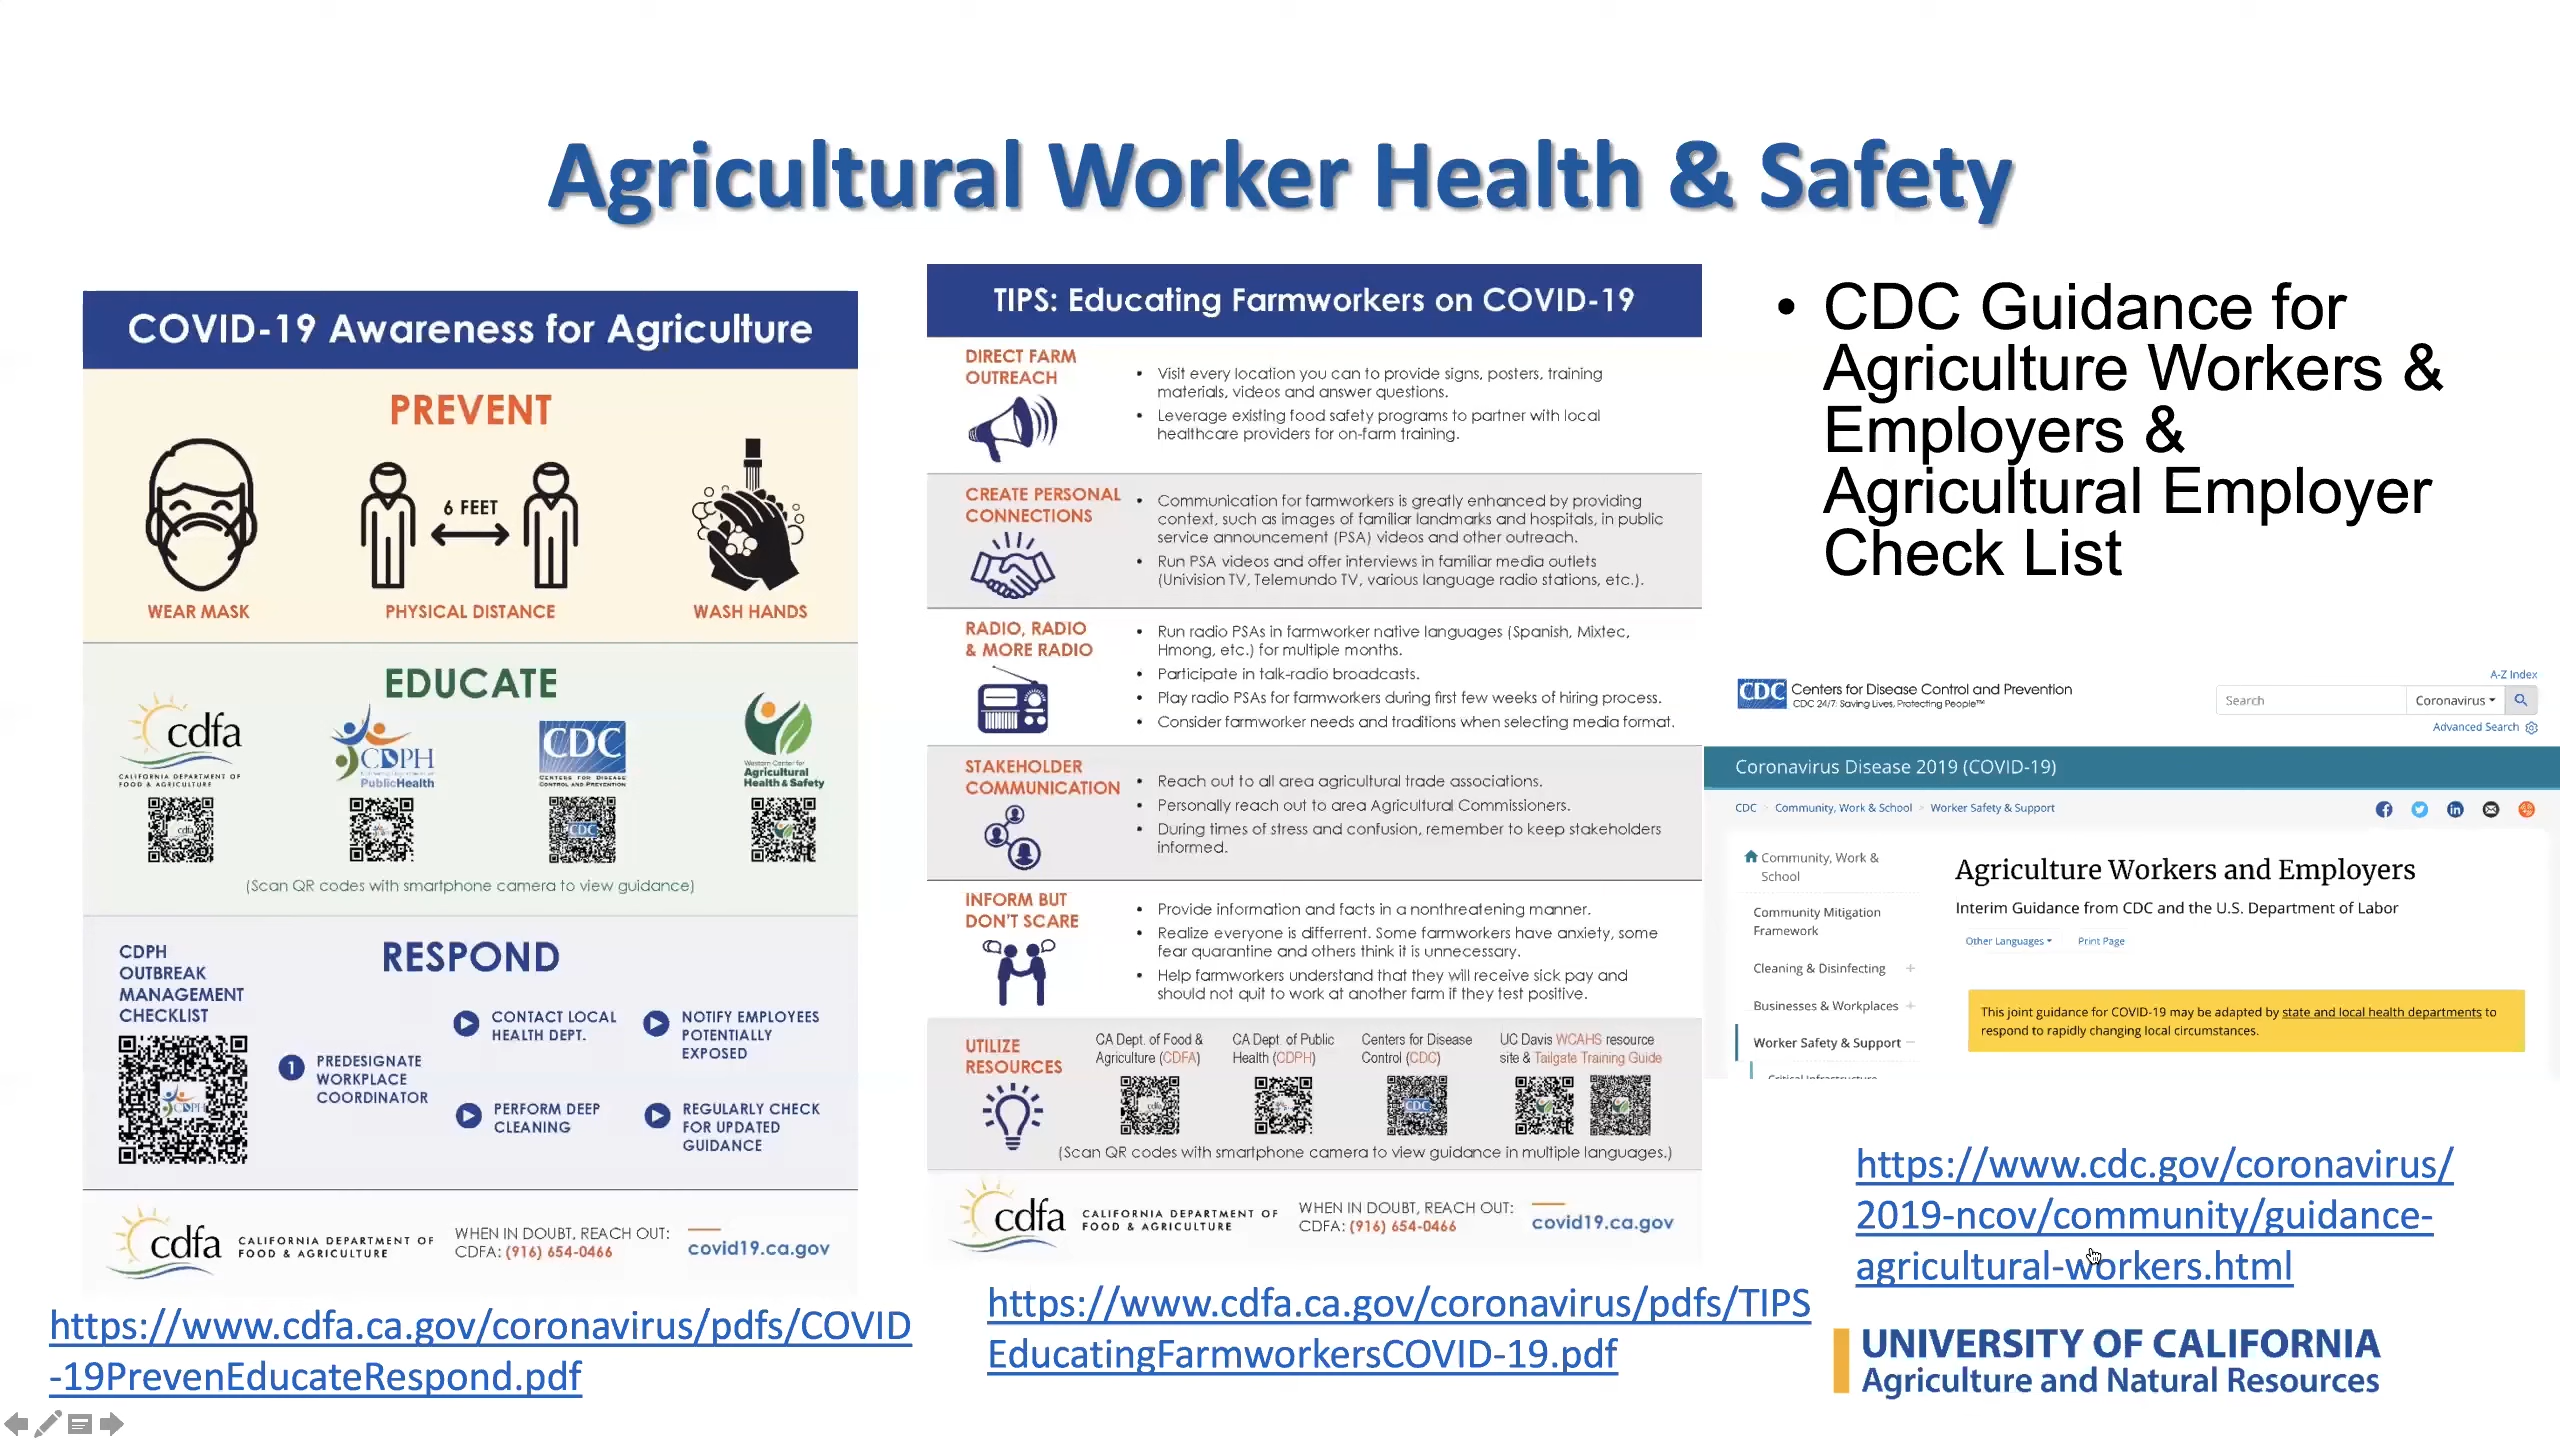 Agricultural Worker Health & Safety
COVID-19 Awareness for Agriculture
PREVENT
6 FEET
WEAR MASK
PHYSICAL DISTANCE
WASH HANDS
EDUCATE
cdfa
CALIFORNIA DEPARTMENT OF
FOOD & AGRICULTURE
CDPH
PublicHealth
CDC
CENTERS FOR DISEASE
CONTROL AND PREVENTION
Western Center for
Agricultural
Health & Safety
cdfa
CDC
(Scan QR codes with smartphone camera to view guidance)
RESPOND
CDPH
OUTBREAK
MANAGEMENT
CHECKLIST
CDPH
1
PREDESIGNATE
WORKPLACE
COORDINATOR
CONTACT LOCAL
HEALTH DEPT.
NOTIFY EMPLOYEES
POTENTIALLY
EXPOSED
PERFORM DEEP
CLEANING
REGULARLY CHECK
FOR UPDATED
GUIDANCE
cdfa
CALIFORNIA DEPARTMENT OF
FOOD & AGRICULTURE
WHEN IN DOUBT, REACH OUT:
CDFA: (916) 654-0466
covid19.ca.gov
https://www.cdfa.ca.gov/coronavirus/pdfs/COVID
-19PrevenEducateRespond.pdf
TIPS: Educating Farmworkers on COVID-19
DIRECT FARM
OUTREACH
• Visit every location you can to provide signs, posters, training
materials, videos and answer questions.
• Leverage existing food safety programs to partner with local
healthcare providers for on-farm training.
CREATE PERSONAL
CONNECTIONS
• Communication for farmworkers is greatly enhanced by providing
context, such as images of familiar landmarks and hospitals, in public
service announcement (PSA) videos and other outreach.
• Run PSA videos and offer interviews in familiar media outlets
(Univision TV, Telemundo TV, various language radio stations, etc.).
RADIO, RADIO
& MORE RADIO
• Run radio PSAs in farmworker native languages (Spanish, Mixtec,
Hmong, etc.) for multiple months.
• Participate in talk-radio broadcasts.
• Play radio PSAs for farmworkers during first few weeks of hiring process.
• Consider farmworker needs and traditions when selecting media format.
STAKEHOLDER
COMMUNICATION
• Reach out to all area agricultural trade associations.
• Personally reach out to area Agricultural Commissioners.
• During times of stress and confusion, remember to keep stakeholders
informed.
INFORM BUT
DON'T SCARE
• Provide information and facts in a nonthreatening manner.
• Realize everyone is different. Some farmworkers have anxiety, some
fear quarantine and others think it is unnecessary.
• Help farmworkers understand that they will receive sick pay and
should not quit to work at another farm if they test positive.
UTILIZE
RESOURCES
CA Dept. of Food &
Agriculture (CDFA)
CA Dept. of Public
Health (CDPH)
Centers for Disease
Control (CDC)
UC Davis WCAHS resource
site & Tailgate Training Guide
cdfa
CDC
(Scan QR codes with smartphone camera to view guidance in multiple languages.)
cdfa
CALIFORNIA DEPARTMENT OF
FOOD & AGRICULTURE
WHEN IN DOUBT, REACH OUT:
CDFA: (916) 654-0466
covid19.ca.gov
https://www.cdfa.ca.gov/coronavirus/pdfs/TIPS
EducatingFarmworkersCOVID-19.pdf
• CDC Guidance for
Agriculture Workers &
Employers &
Agricultural Employer
Check List
A-Z Index
CDC
Centers for Disease Control and Prevention
CDC 24/7: Saving Lives, Protecting People™
Search
Coronavirus
Advanced Search
Coronavirus Disease 2019 (COVID-19)
CDC > Community, Work & School > Worker Safety & Support
Community, Work &
School
Community Mitigation
Framework
Cleaning & Disinfecting +
Businesses & Workplaces +
Worker Safety & Support −
Critical Infrastructure
Agriculture Workers and Employers
Interim Guidance from CDC and the U.S. Department of Labor
Other Languages
Print Page
This joint guidance for COVID-19 may be adapted by state and local health departments to
respond to rapidly changing local circumstances.
https://www.cdc.gov/coronavirus/
2019-ncov/community/guidance-
agricultural-workers.html
UNIVERSITY OF CALIFORNIA
Agriculture and Natural Resources